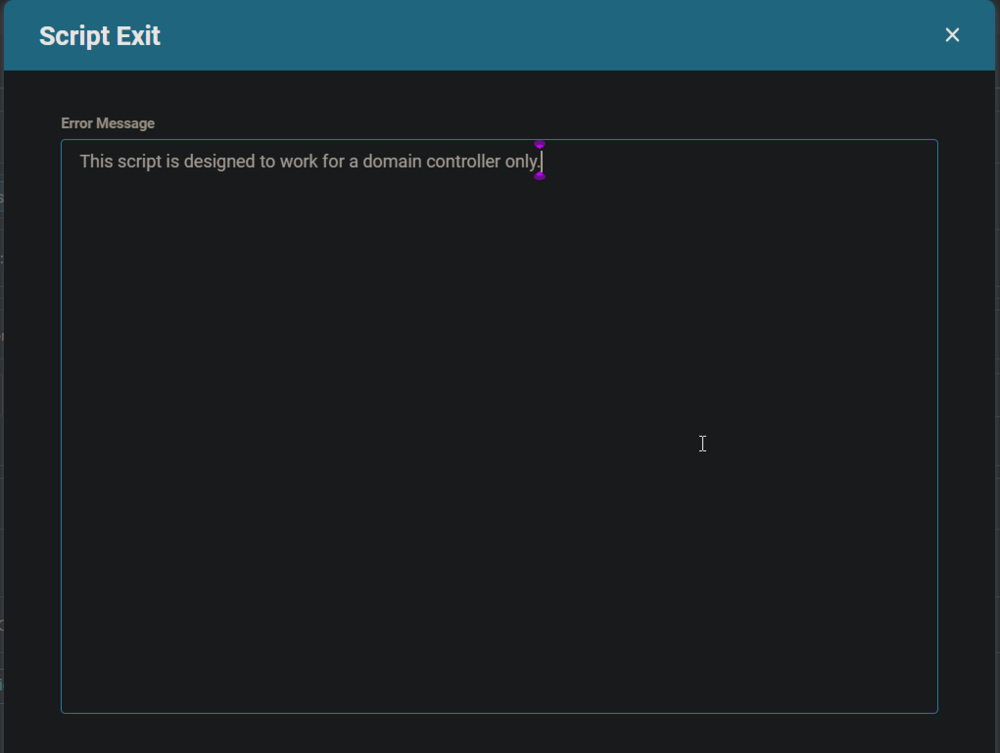 Script Exit
Error Message
This script is designed to work for a domain controller only.